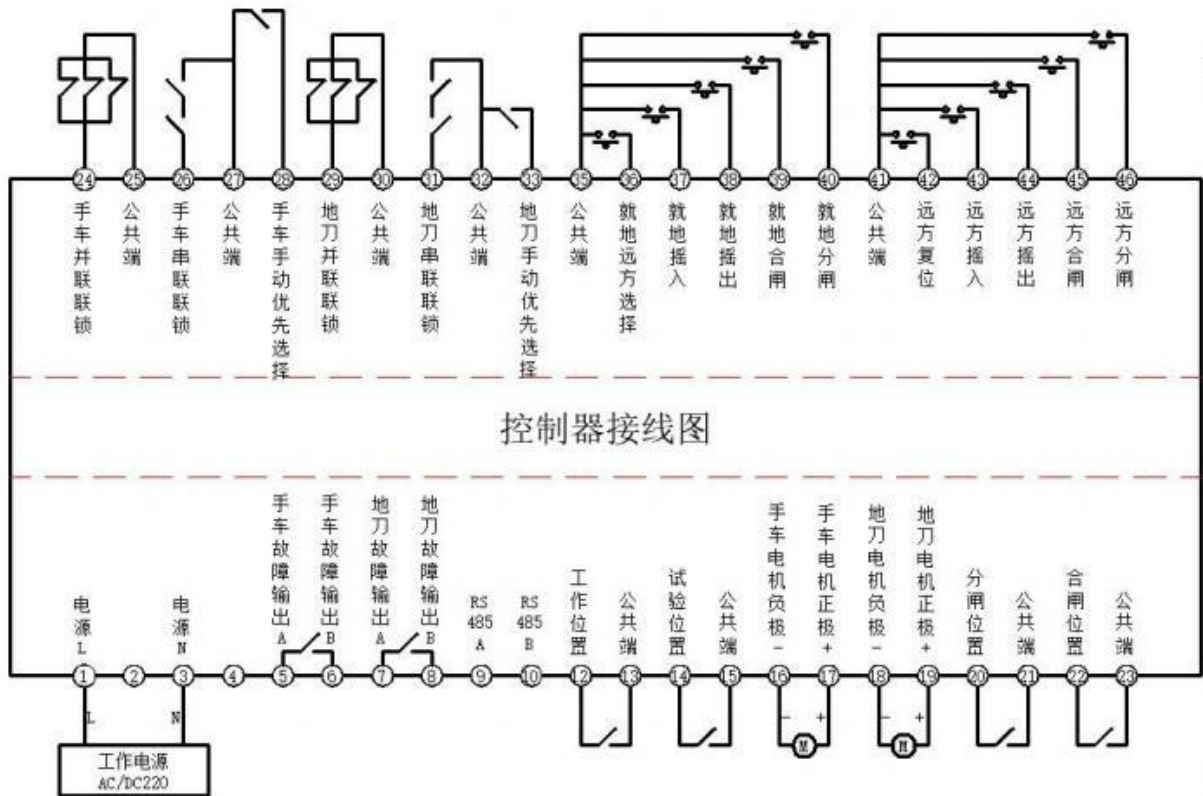 24 25 26 27 28 29 30 31 32 33 35 36 37 38 39 40 41 42 43 44 45 46
手车并联联锁
公共端
手车串联联锁
公共端
手车手动优先选择
地刀并联联锁
公共端
地刀串联联锁
公共端
地刀手动优先选择
公共端
就地远方选择
就地摇入
就地摇出
就地合闸
就地分闸
公共端
远方复位
远方摇入
远方摇出
远方合闸
远方分闸
控制器接线图
电源L
电源N
手车故障输出A
手车故障输出B
地刀故障输出A
地刀故障输出B
RS485A
RS485B
工作位置
公共端
试验位置
公共端
手车电机负极-
手车电机正极+
地刀电机负极-
地刀电机正极+
分闸位置
公共端
合闸位置
公共端
1 2 3 4 5 6 7 8 9 10 12 13 14 15 16 17 18 19 20 21 22 23
L N - + - +
M M
工作电源
AC/DC220